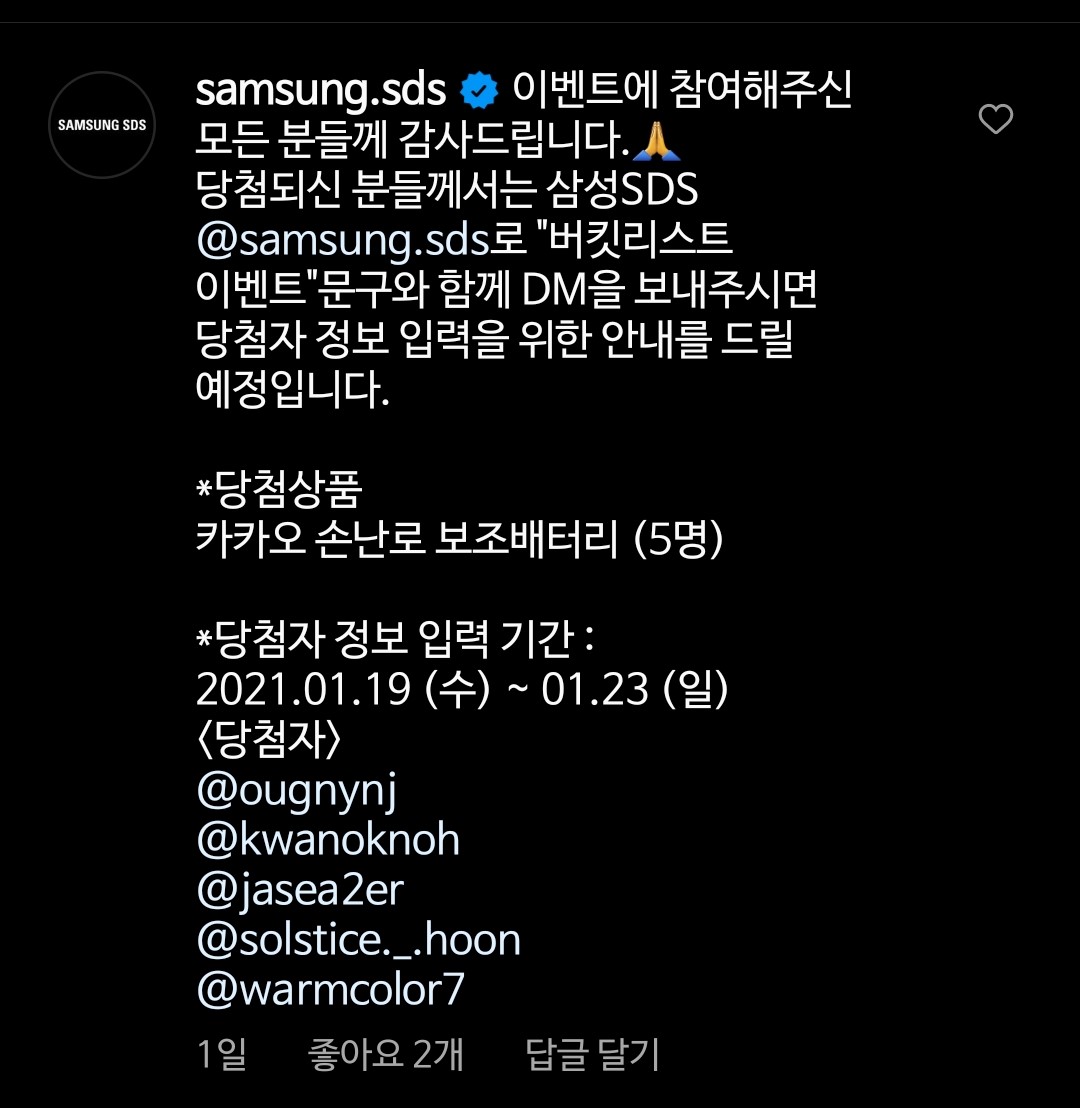 SAMSUNG SDS
samsung.sds 이벤트에 참여해주신
모든 분들께 감사드립니다.🙏
당첨되신 분들께서는 삼성SDS
@samsung.sds로 "버킷리스트
이벤트"문구와 함께 DM을 보내주시면
당첨자 정보 입력을 위한 안내를 드릴
예정입니다.
*당첨상품
카카오 손난로 보조배터리 (5명)
*당첨자 정보 입력 기간 :
2021.01.19 (수) ~ 01.23 (일)
<당첨자>
@ougnynj
@kwanoknoh
@jasea2er
@solstice._.hoon
@warmcolor7
1일 좋아요 2개 답글 달기